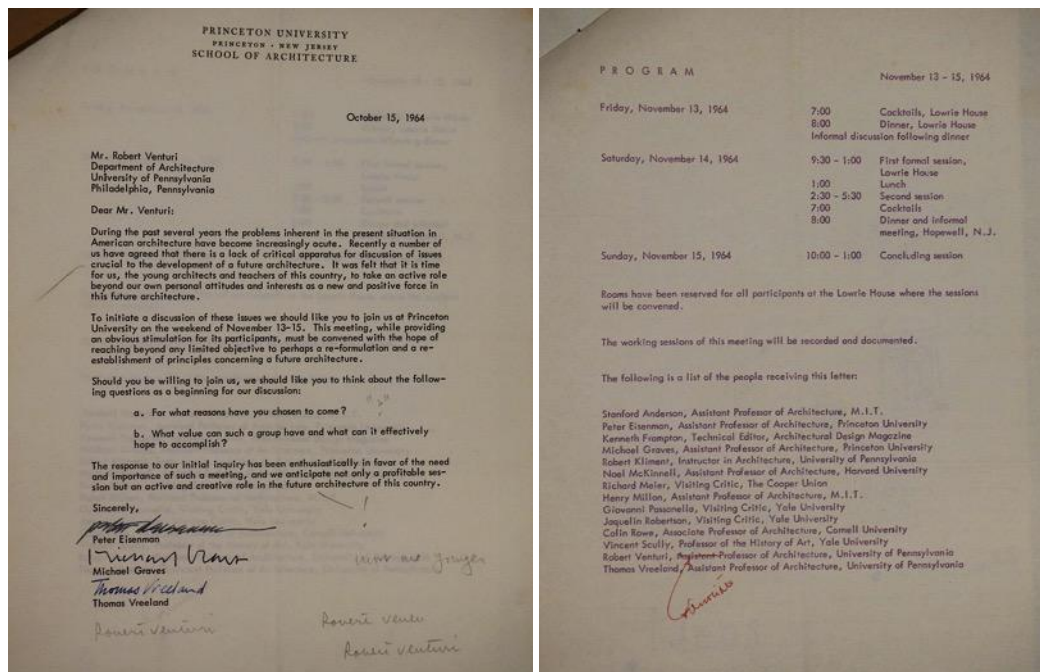 PRINCETON UNIVERSITY
PRINCETON · NEW JERSEY
SCHOOL OF ARCHITECTURE
October 15, 1964
Mr. Robert Venturi
Department of Architecture
University of Pennsylvania
Philadelphia, Pennsylvania
Dear Mr. Venturi:
During the past several years the problems inherent in the present situation in
American architecture have become increasingly acute. Recently a number of
us have agreed that there is a lack of critical apparatus for discussion of issues
crucial to the development of a future architecture. It was felt that it is time
for us, the young architects and teachers of this country, to take an active role
beyond our own personal attitudes and interests as a new and positive force in
this future architecture.
To initiate a discussion of these issues we should like you to join us at Princeton
University on the weekend of November 13-15. This meeting, while providing
an obvious stimulation for its participants, must be convened with the hope of
reaching beyond any limited objective to perhaps a re-formulation and a re-
establishment of principles concerning a future architecture.
Should you be willing to join us, we should like you to think about the follow-
ing questions as a beginning for our discussion:
a. For what reasons have you chosen to come?
b. What value can such a group have and what can it effectively
hope to accomplish?
The response to our initial inquiry has been enthusiastically in favor of the need
and importance of such a meeting, and we anticipate not only a profitable ses-
sion but an active and creative role in the future architecture of this country.
!
Sincerely,
Peter Eisenman
Peter Eisenman
Michael Graves
Michael Graves
Thomas Vreeland
Thomas Vreeland
Robert Venturi
Robert Ventu
Robert Venturi
PROGRAM
November 13 - 15, 1964
Friday, November 13, 1964 7:00 Cocktails, Lowrie House
8:00 Dinner, Lowrie House
Informal discussion following dinner
Saturday, November 14, 1964 9:30 - 1:00 First formal session,
Lowrie House
1:00 Lunch
2:30 - 5:30 Second session
7:00 Cocktails
8:00 Dinner and informal
meeting, Hopewell, N.J.
Sunday, November 15, 1964 10:00 - 1:00 Concluding session
Rooms have been reserved for all participants at the Lowrie House where the sessions
will be convened.
The working sessions of this meeting will be recorded and documented.
The following is a list of the people receiving this letter:
Stanford Anderson, Assistant Professor of Architecture, M.I.T.
Peter Eisenman, Assistant Professor of Architecture, Princeton University
Kenneth Frampton, Technical Editor, Architectural Design Magazine
Michael Graves, Assistant Professor of Architecture, Princeton University
Robert Kliment, Instructor in Architecture, University of Pennsylvania
Noel McKinnell, Assistant Professor of Architecture, Harvard University
Richard Meier, Visiting Critic, The Cooper Union
Henry Millon, Assistant Professor of Architecture, M.I.T.
Giovanni Passanella, Visiting Critic, Yale University
Jaquelin Robertson, Visiting Critic, Yale University
Colin Rowe, Associate Professor of Architecture, Cornell University
Vincent Scully, Professor of the History of Art, Yale University
Robert Venturi, Assistant Professor of Architecture, University of Pennsylvania
Thomas Vreeland, Assistant Professor of Architecture, University of Pennsylvania